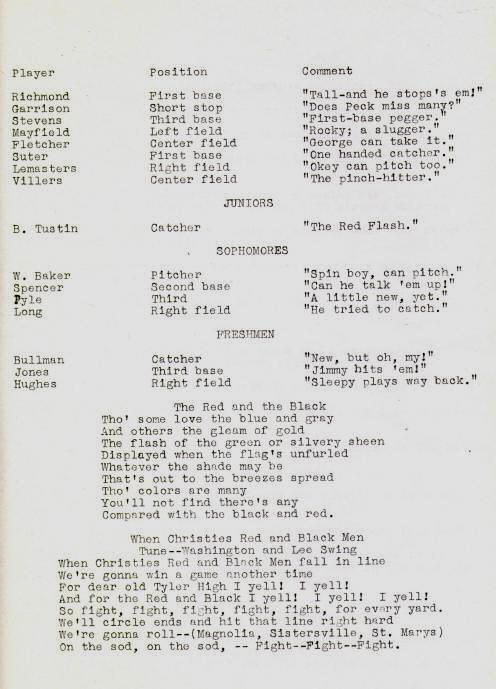 Player Position Comment
Richmond First base "Tall-and he stops's em!"
Garrison Short stop "Does Peck miss many?"
Stevens Third base "First-base pegger."
Mayfield Left field "Rocky; a slugger."
Fletcher Center field "George can take it."
Suter First base "One handed catcher."
Lemasters Right field "Okey can pitch too."
Villers Center field "The pinch-hitter."
JUNIORS
B. Tustin Catcher "The Red Flash."
SOPHOMORES
W. Baker Pitcher "Spin boy, can pitch."
Spencer Second base "Can he talk 'em up!"
Pyle Third "A little new, yet."
Long Right field "He tried to catch."
FRESHMEN
Bullman Catcher "New, but oh, my!"
Jones Third base "Jimmy hits 'em!"
Hughes Right field "Sleepy plays way back."
The Red and the Black
Tho' some love the blue and gray
And others the gleam of gold
The flash of the green or silvery sheen
Displayed when the flag's unfurled
Whatever the shade may be
That's out to the breezes spread
Tho' colors are many
You'll not find there's any
Compared with the black and red.
When Christies Red and Black Men
Tune--Washington and Lee Swing
When Christies Red and Black Men fall in line
We're gonna win a game another time
For dear old Tyler High I yell! I yell!
And for the Red and Black I yell! I yell! I yell!
So fight, fight, fight, fight, fight, for every yard.
We'll circle ends and hit that line right hard
We're gonna roll--(Magnolia, Sistersville, St. Marys)
On the sod, on the sod, -- Fight--Fight--Fight.